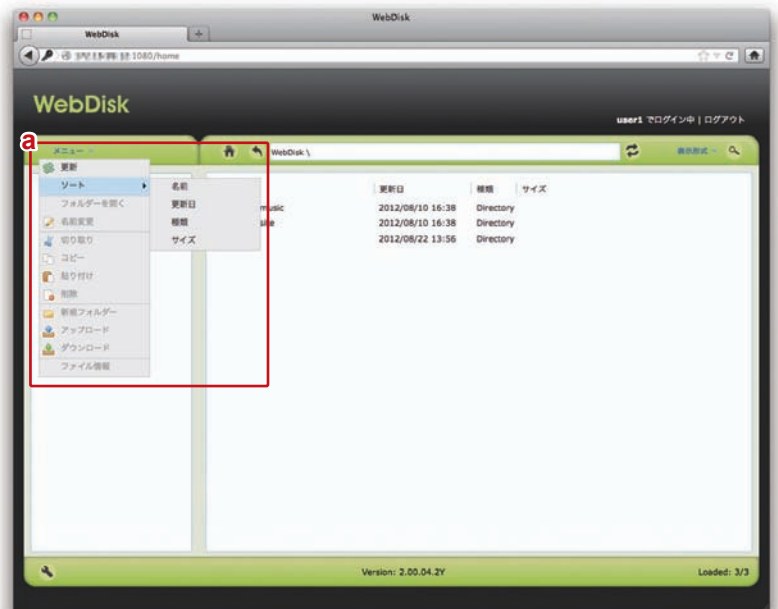 WebDisk
WebDisk
:1080/home
WebDisk
user1 でログイン中 | ログアウト
a
メニュー
WebDisk \
表示形式
更新
ソート
フォルダーを開く
名前変更
切り取り
コピー
貼り付け
削除
新規フォルダー
アップロード
ダウンロード
ファイル情報
名前
更新日
種類
サイズ
更新日 種類 サイズ
music 2012/08/10 16:38 Directory
2012/08/10 16:38 Directory
2012/08/22 13:56 Directory
Version: 2.00.04.2Y
Loaded: 3/3